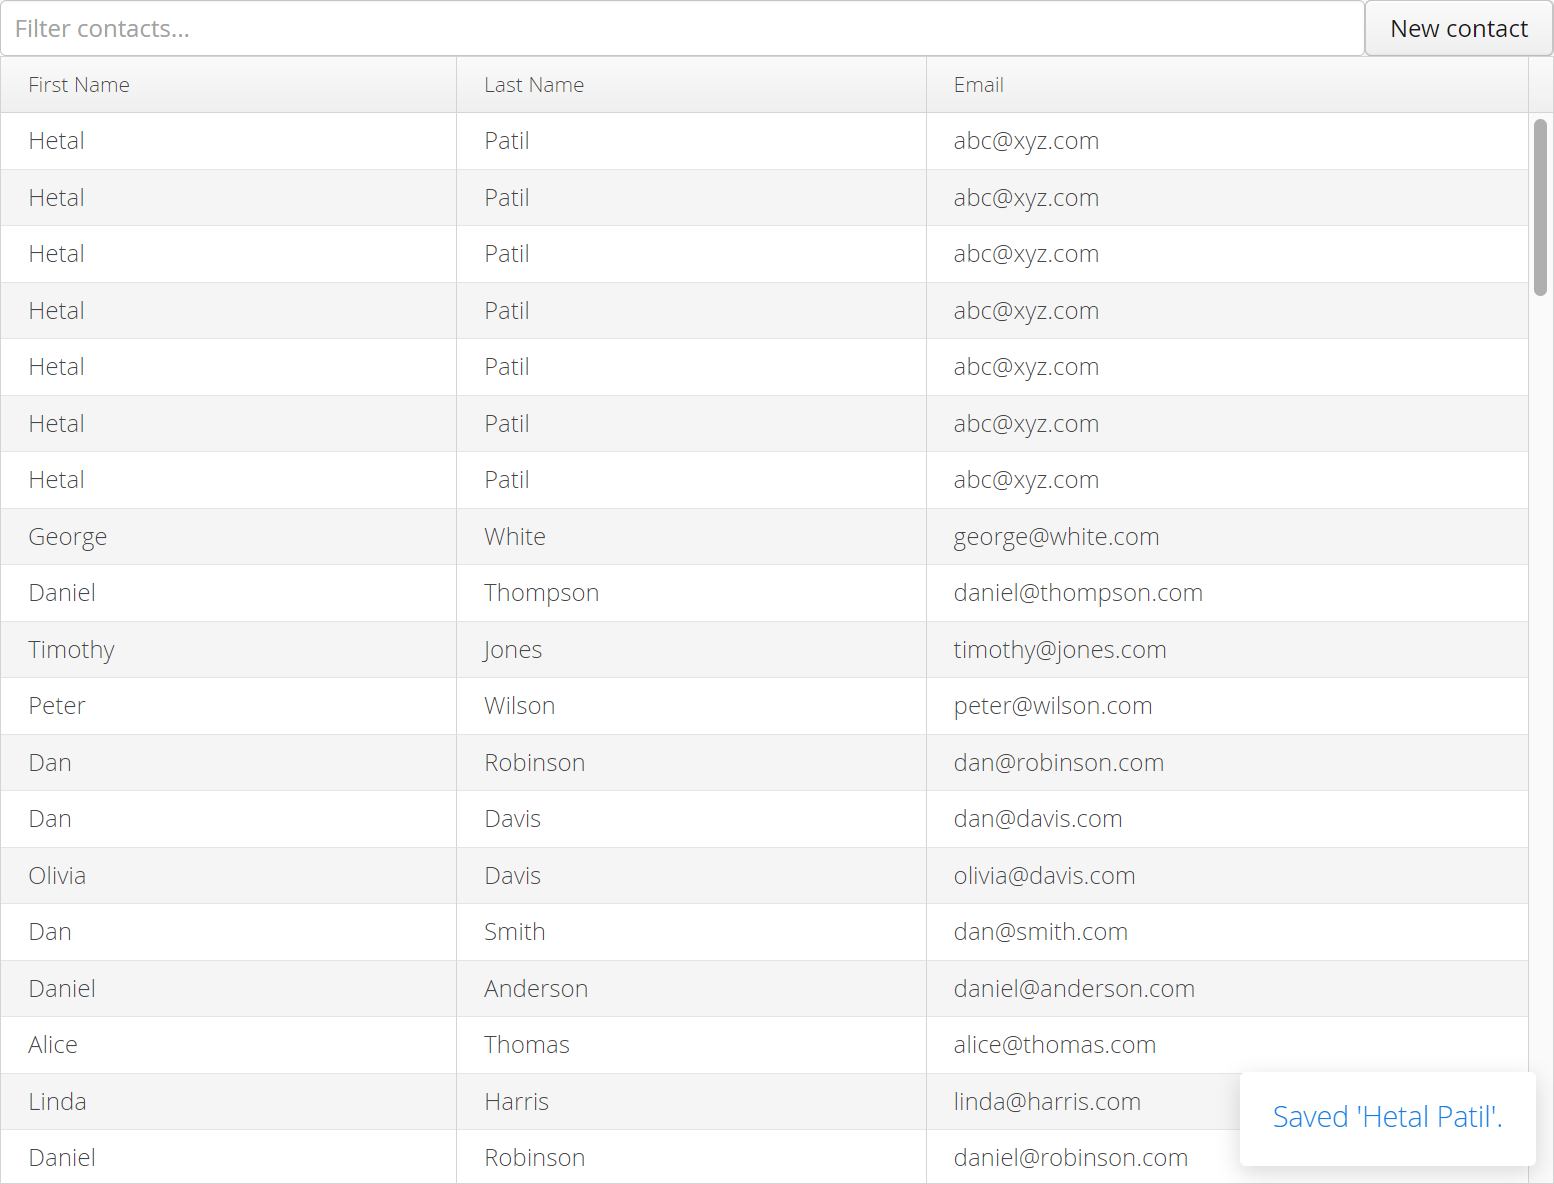 Filter contacts... New contact
First Name Last Name Email
Hetal Patil abc@xyz.com
Hetal Patil abc@xyz.com
Hetal Patil abc@xyz.com
Hetal Patil abc@xyz.com
Hetal Patil abc@xyz.com
Hetal Patil abc@xyz.com
Hetal Patil abc@xyz.com
George White george@white.com
Daniel Thompson daniel@thompson.com
Timothy Jones timothy@jones.com
Peter Wilson peter@wilson.com
Dan Robinson dan@robinson.com
Dan Davis dan@davis.com
Olivia Davis olivia@davis.com
Dan Smith dan@smith.com
Daniel Anderson daniel@anderson.com
Alice Thomas alice@thomas.com
Linda Harris linda@harris.com
Saved 'Hetal Patil'.
Daniel Robinson daniel@robinson.com